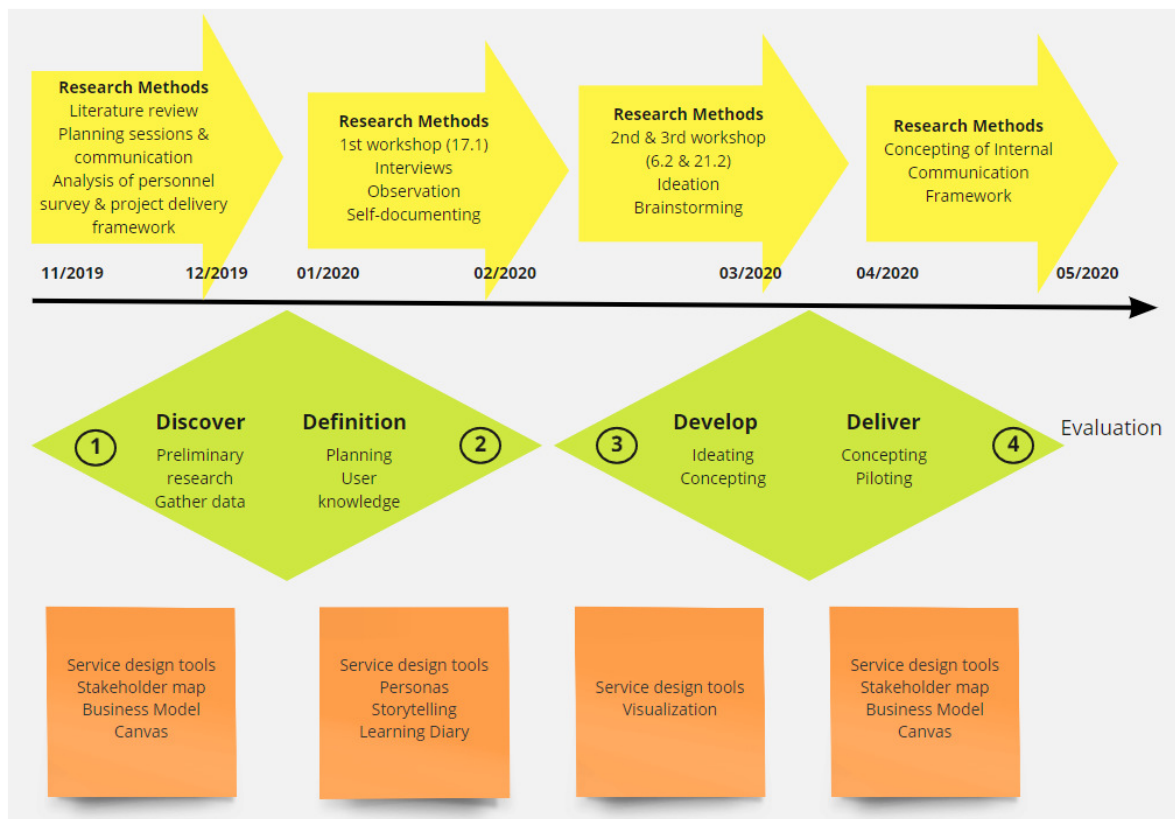 Research Methods
Literature review
Planning sessions &
communication
Analysis of personnel
survey & project delivery
framework
Research Methods
1st workshop (17.1)
Interviews
Observation
Self-documenting
Research Methods
2nd & 3rd workshop
(6.2 & 21.2)
Ideation
Brainstorming
Research Methods
Concepting of Internal
Communication
Framework
11/2019
12/2019
01/2020
02/2020
03/2020
04/2020
05/2020
1
Discover
Preliminary
research
Gather data
Definition
Planning
User
knowledge
2
3
Develop
Ideating
Concepting
Deliver
Concepting
Piloting
4
Evaluation
Service design tools
Stakeholder map
Business Model
Canvas
Service design tools
Personas
Storytelling
Learning Diary
Service design tools
Visualization
Service design tools
Stakeholder map
Business Model
Canvas